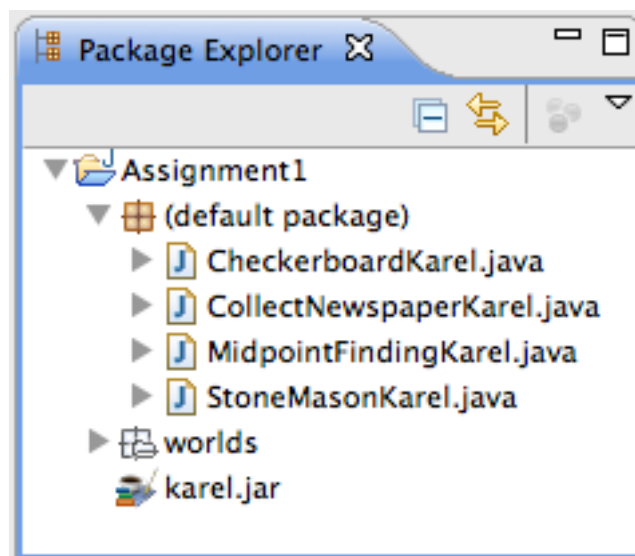 Package Explorer
Assignment1
(default package)
CheckerboardKarel.java
CollectNewspaperKarel.java
MidpointFindingKarel.java
StoneMasonKarel.java
worlds
karel.jar